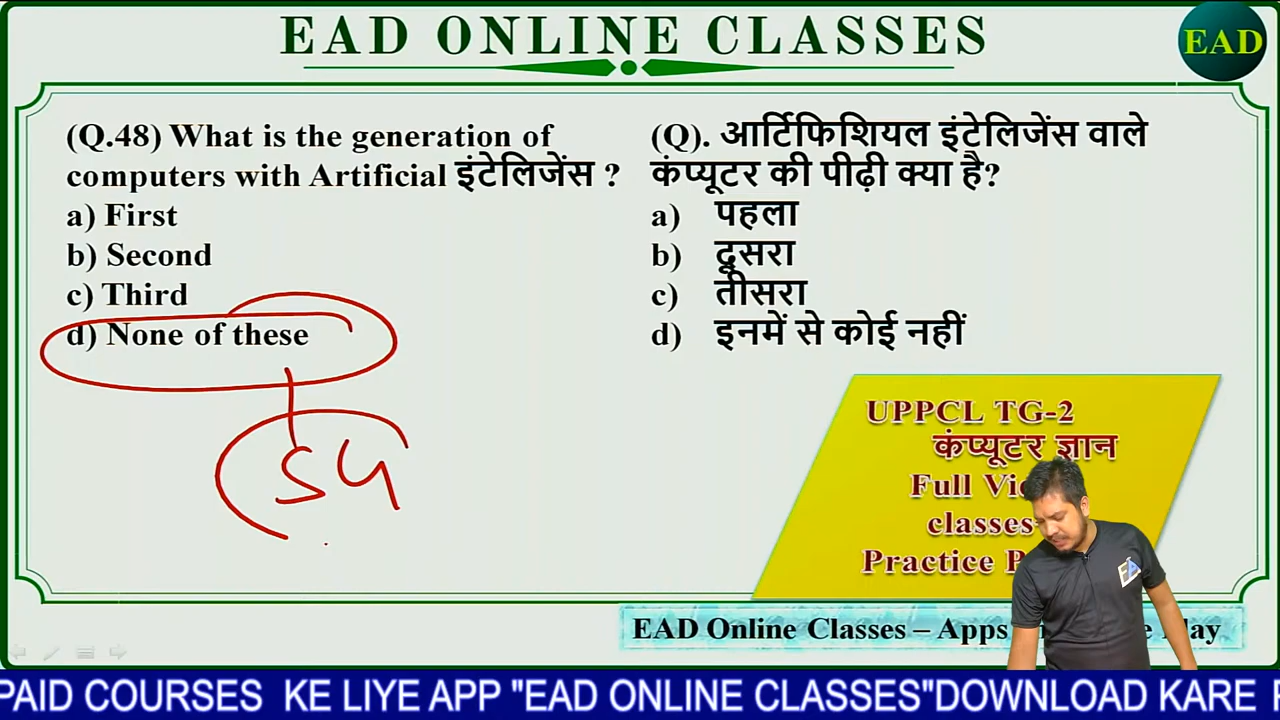 EAD ONLINE CLASSES
EAD
(Q.48) What is the generation of
computers with Artificial इंटेलिजेंस ?
a) First
b) Second
c) Third
d) None of these
(Q). आर्टिफिशियल इंटेलिजेंस वाले
कंप्यूटर की पीढ़ी क्या है?
a) पहला
b) दूसरा
c) तीसरा
d) इनमें से कोई नहीं
UPPCL TG-2
कंप्यूटर ज्ञान
Full
classes
Practice
EAD Online Classes – Apps
PAID COURSES KE LIYE APP "EAD ONLINE CLASSES"DOWNLOAD KARE